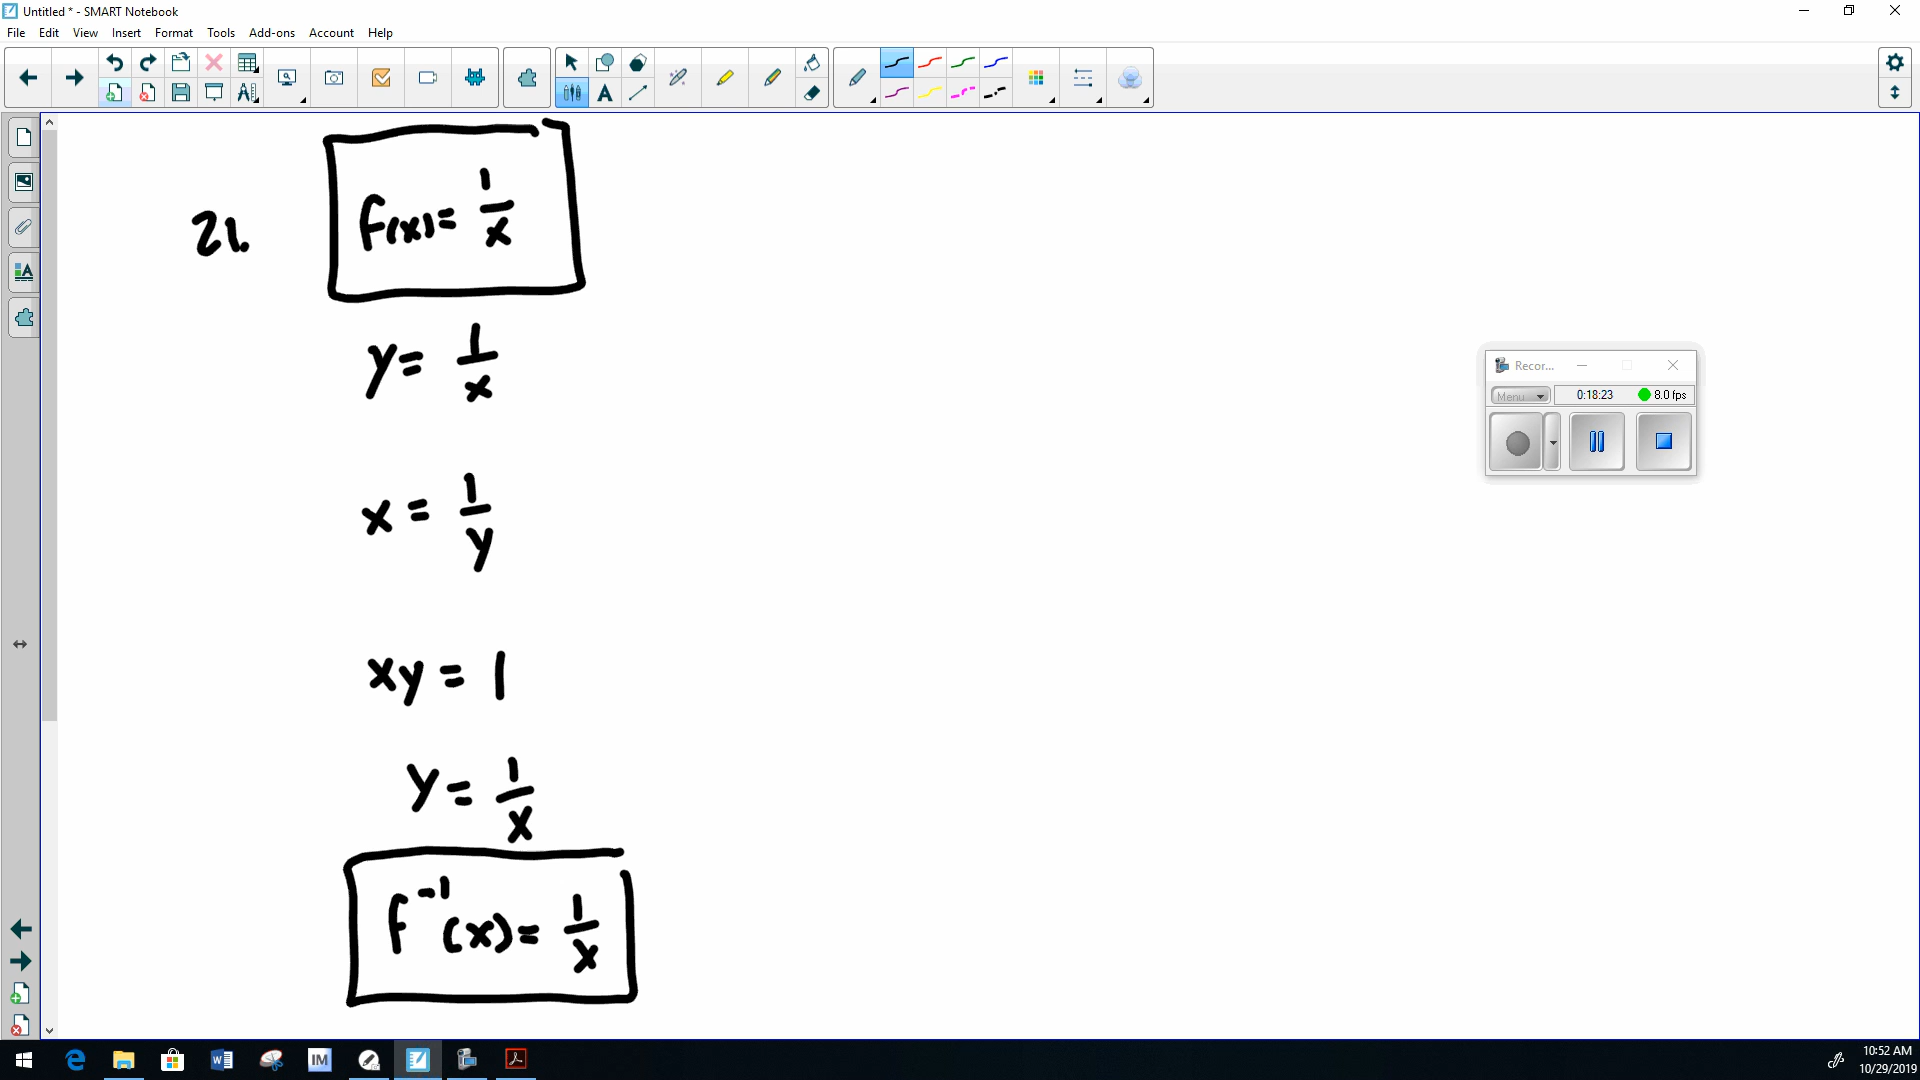 Untitled * - SMART Notebook
File Edit View Insert Format Tools Add-ons Account Help
21.
f(x) = 1/x
y = 1/x
x = 1/y
xy = 1
y = 1/x
f⁻¹(x) = 1/x
Recor...
Menu 0:18:23 8.0 fps
IM
10:52 AM
10/29/2019